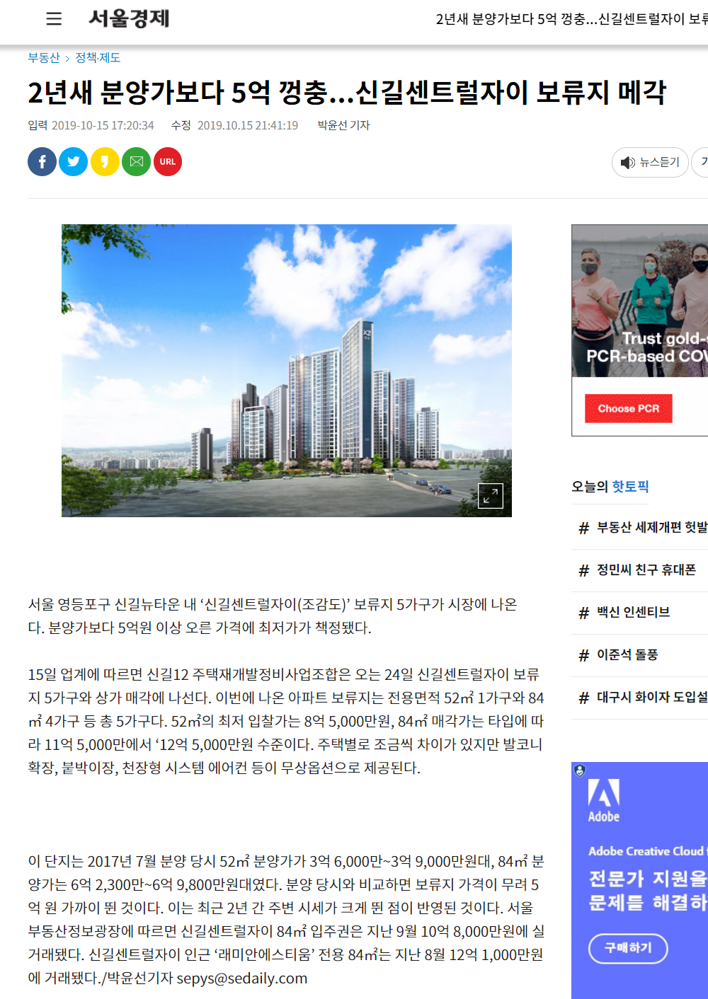 서울경제
2년새 분양가보다 5억 껑충...신길센트럴자이 보류
부동산 > 정책·제도
2년새 분양가보다 5억 껑충...신길센트럴자이 보류지 매각
입력 2019-10-15 17:20:34 수정 2019.10.15 21:41:19 박윤선 기자
URL
뉴스듣기
가
Trust gold-s
PCR-based COV
Choose PCR
오늘의 핫토픽
# 부동산 세제개편 헛발
# 정민씨 친구 휴대폰
# 백신 인센티브
# 이준석 돌풍
# 대구시 화이자 도입설
서울 영등포구 신길뉴타운 내 ‘신길센트럴자이(조감도)’ 보류지 5가구가 시장에 나온
다. 분양가보다 5억원 이상 오른 가격에 최저가가 책정됐다.
15일 업계에 따르면 신길12 주택재개발정비사업조합은 오는 24일 신길센트럴자이 보류
지 5가구와 상가 매각에 나선다. 이번에 나온 아파트 보류지는 전용면적 52㎡ 1가구와 84
㎡ 4가구 등 총 5가구다. 52㎡의 최저 입찰가는 8억 5,000만원, 84㎡ 매각가는 타입에 따
라 11억 5,000만에서 ‘12억 5,000만원 수준이다. 주택별로 조금씩 차이가 있지만 발코니
확장, 붙박이장, 천장형 시스템 에어컨 등이 무상옵션으로 제공된다.
이 단지는 2017년 7월 분양 당시 52㎡ 분양가가 3억 6,000만~3억 9,000만원대, 84㎡ 분
양가는 6억 2,300만~6억 9,800만원대였다. 분양 당시와 비교하면 보류지 가격이 무려 5
억 원 가까이 뛴 것이다. 이는 최근 2년 간 주변 시세가 크게 뛴 점이 반영된 것이다. 서울
부동산정보광장에 따르면 신길센트럴자이 84㎡ 입주권은 지난 9월 10억 8,000만원에 실
거래됐다. 신길센트럴자이 인근 ‘래미안에스티움’ 전용 84㎡는 지난 8월 12억 1,000만원
에 거래됐다./박윤선기자 sepys@sedaily.com
Adobe
Adobe Creative Cloud f
전문가 지원을
문제를 해결하
구매하기